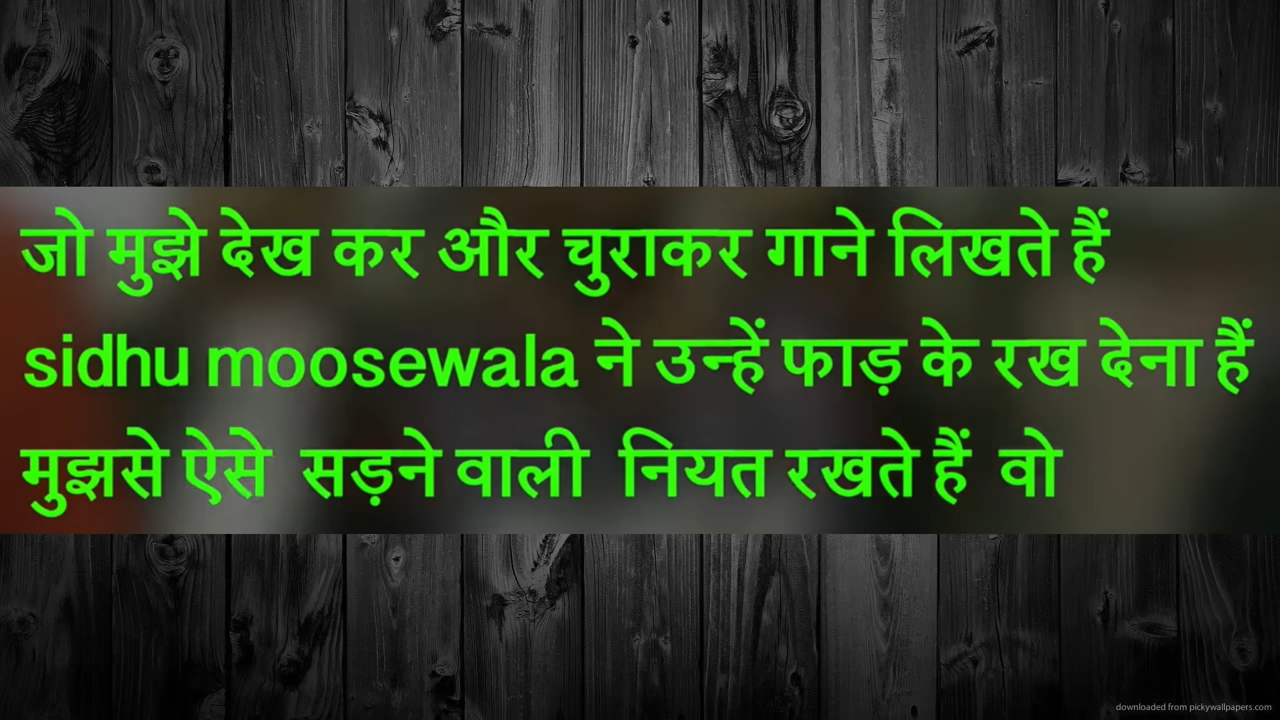 जो मुझे देख कर और चुराकर गाने लिखते हैं
sidhu moosewala ने उन्हें फाड़ के रख देना हैं
मुझसे ऐसे सड़ने वाली नियत रखते हैं वो
downloaded from pickywallpapers.com